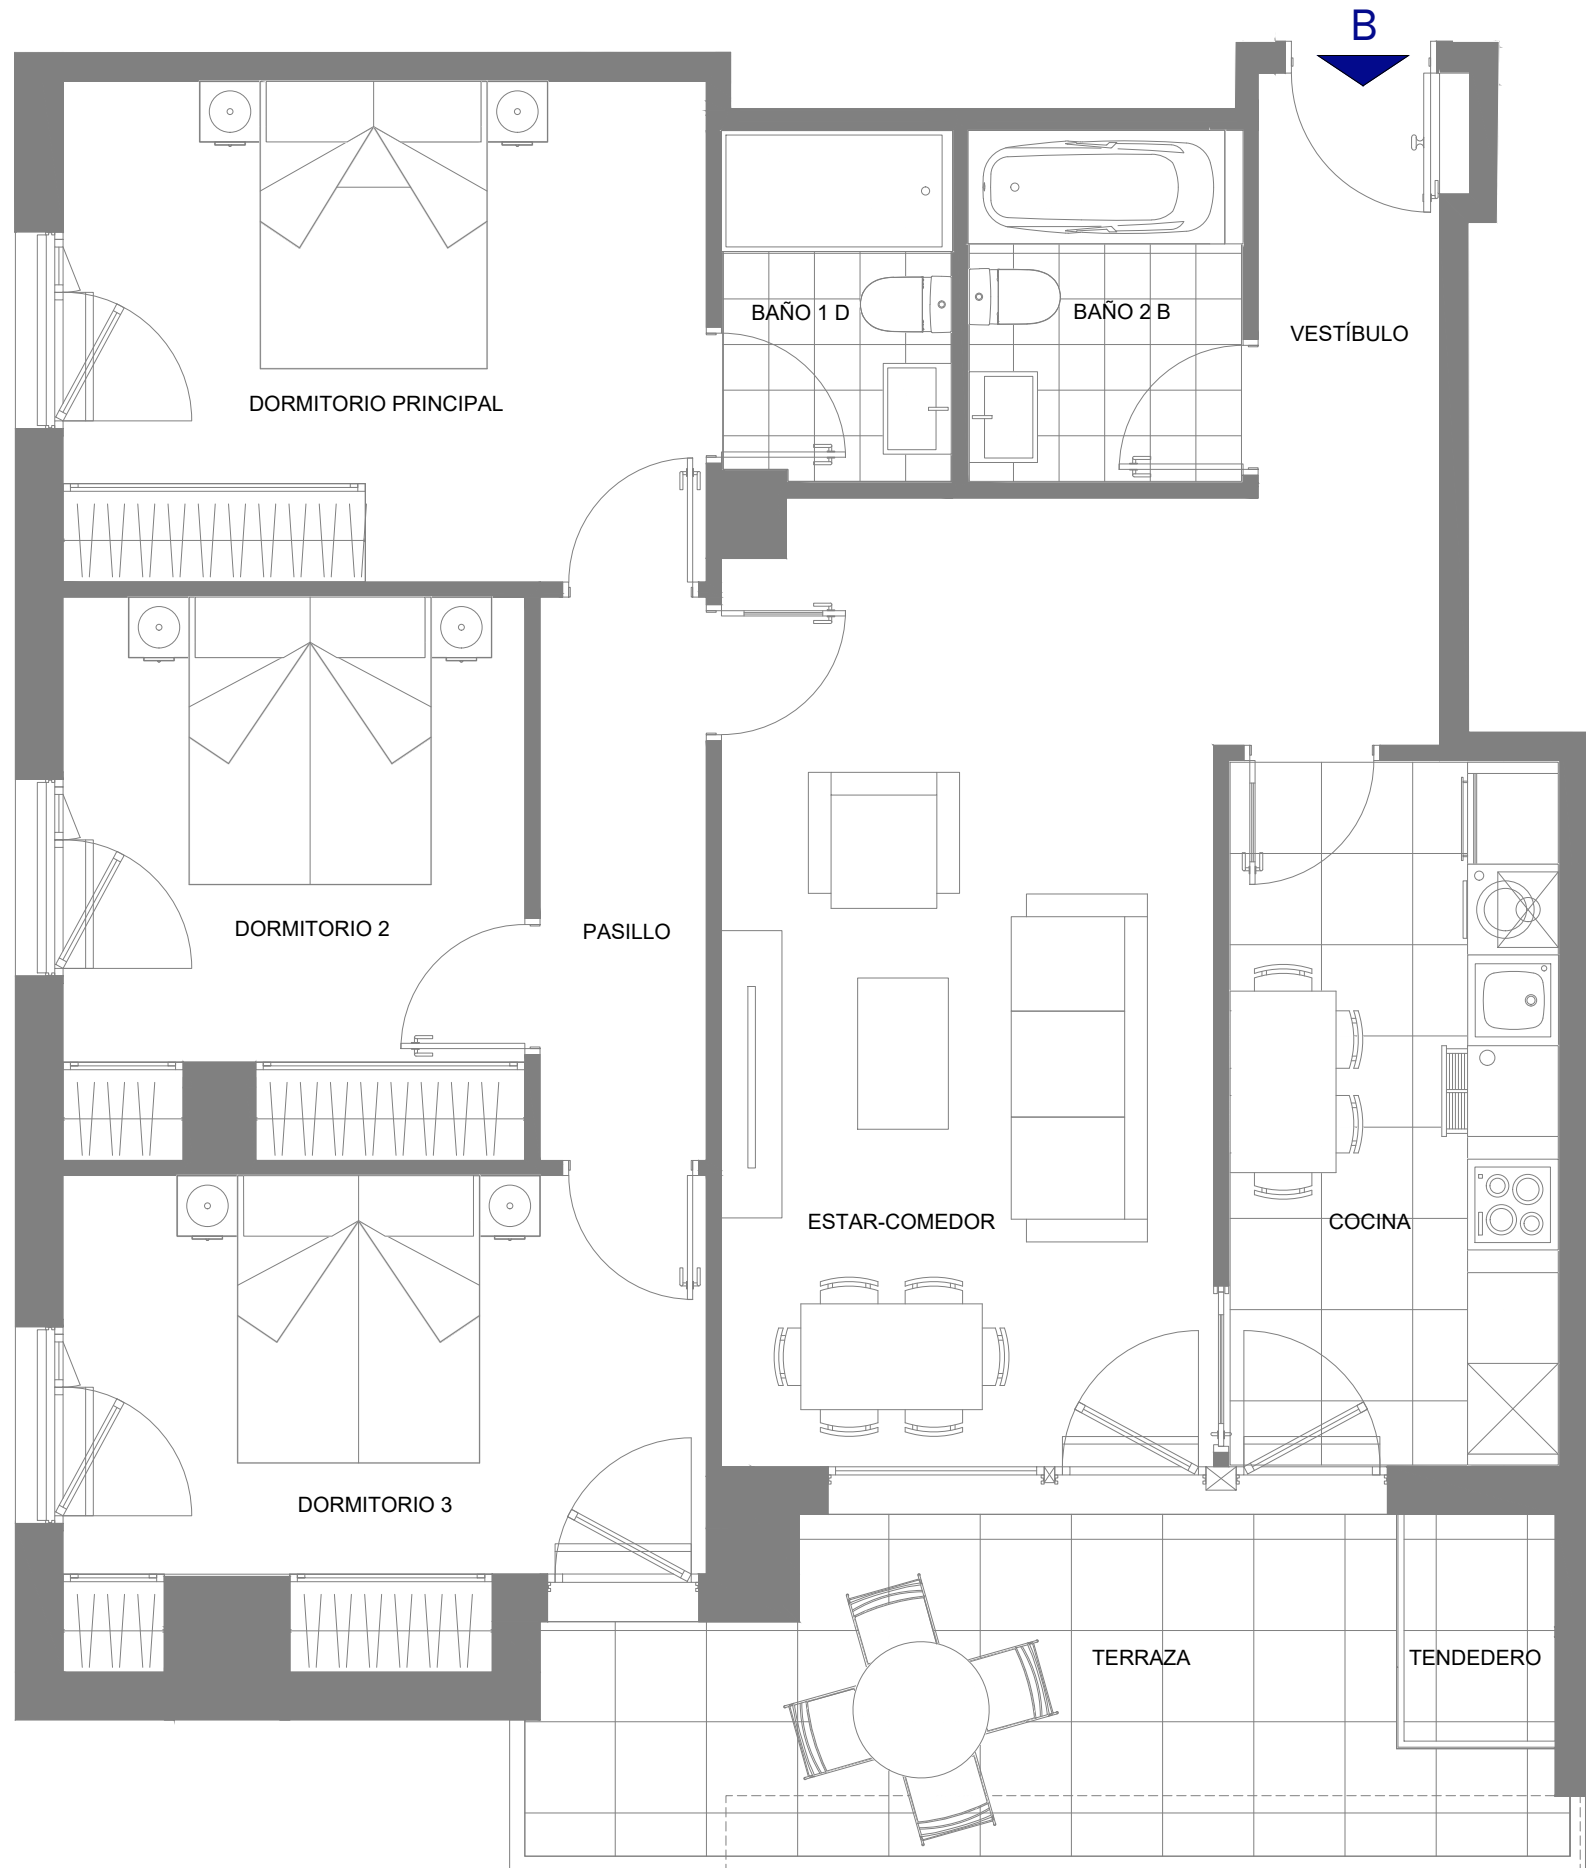 B
BAÑO 1 D
BAÑO 2 B
VESTÍBULO
DORMITORIO PRINCIPAL
DORMITORIO 2
PASILLO
ESTAR-COMEDOR
COCINA
DORMITORIO 3
TERRAZA
TENDEDERO